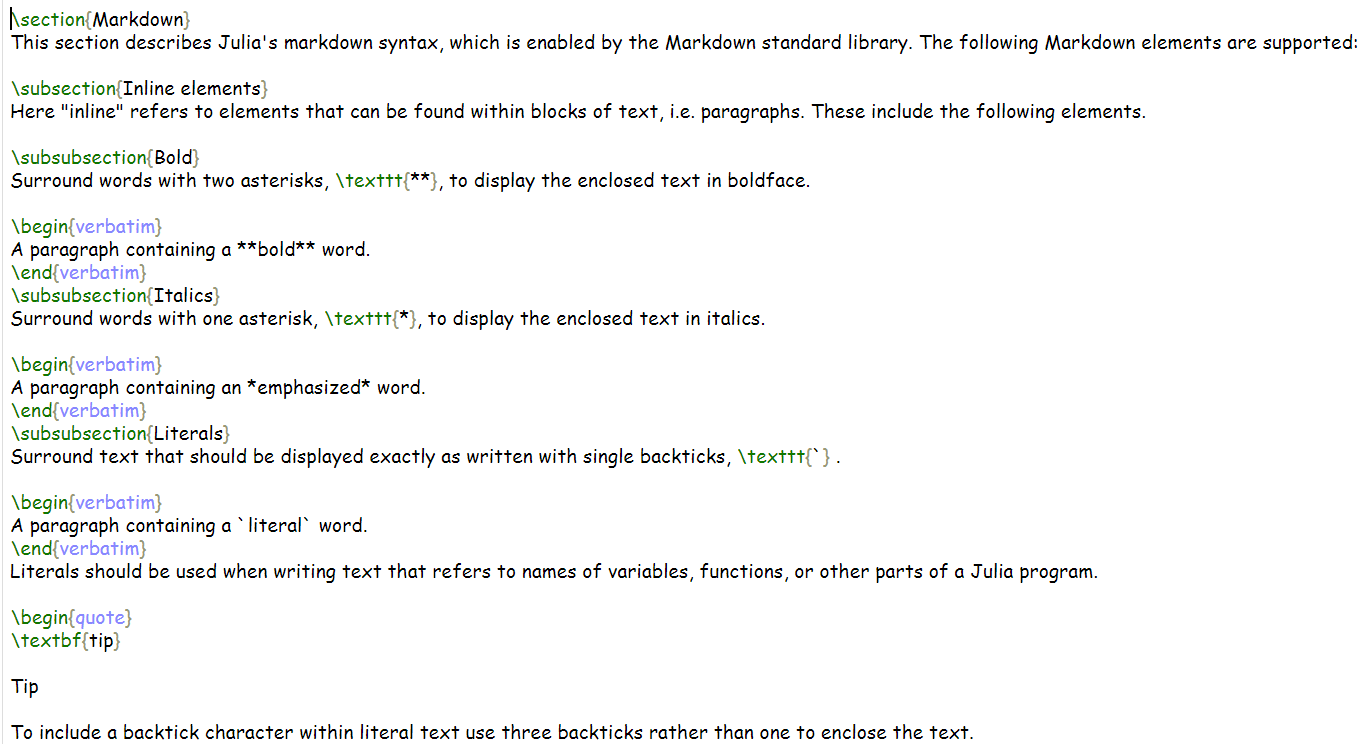 \section{Markdown}
This section describes Julia's markdown syntax, which is enabled by the Markdown standard library. The following Markdown elements are supported:
\subsection{Inline elements}
Here "inline" refers to elements that can be found within blocks of text, i.e. paragraphs. These include the following elements.
\subsubsection{Bold}
Surround words with two asterisks, \texttt{**}, to display the enclosed text in boldface.
\begin{verbatim}
A paragraph containing a **bold** word.
\end{verbatim}
\subsubsection{Italics}
Surround words with one asterisk, \texttt{*}, to display the enclosed text in italics.
\begin{verbatim}
A paragraph containing an *emphasized* word.
\end{verbatim}
\subsubsection{Literals}
Surround text that should be displayed exactly as written with single backticks, \texttt{`} .
\begin{verbatim}
A paragraph containing a `literal` word.
\end{verbatim}
Literals should be used when writing text that refers to names of variables, functions, or other parts of a Julia program.
\begin{quote}
\textbf{tip}
Tip
To include a backtick character within literal text use three backticks rather than one to enclose the text.